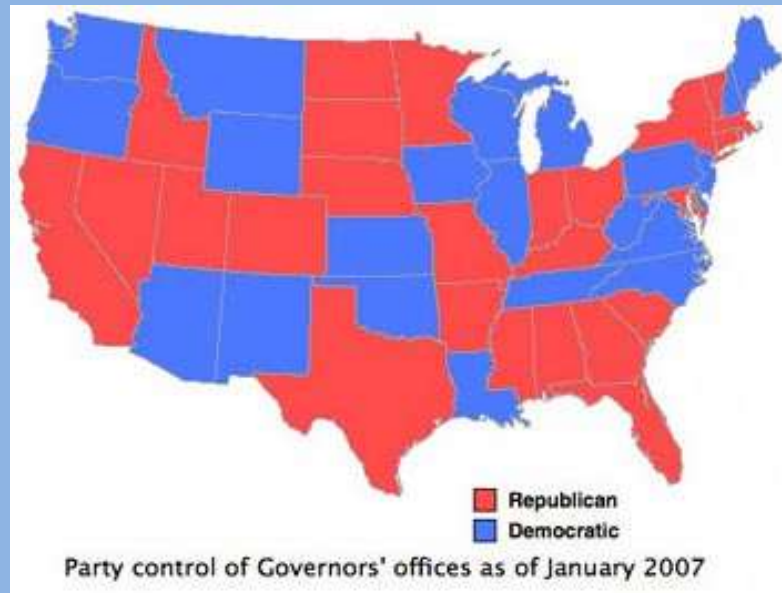 Republican
Democratic
Party control of Governors' offices as of January 2007